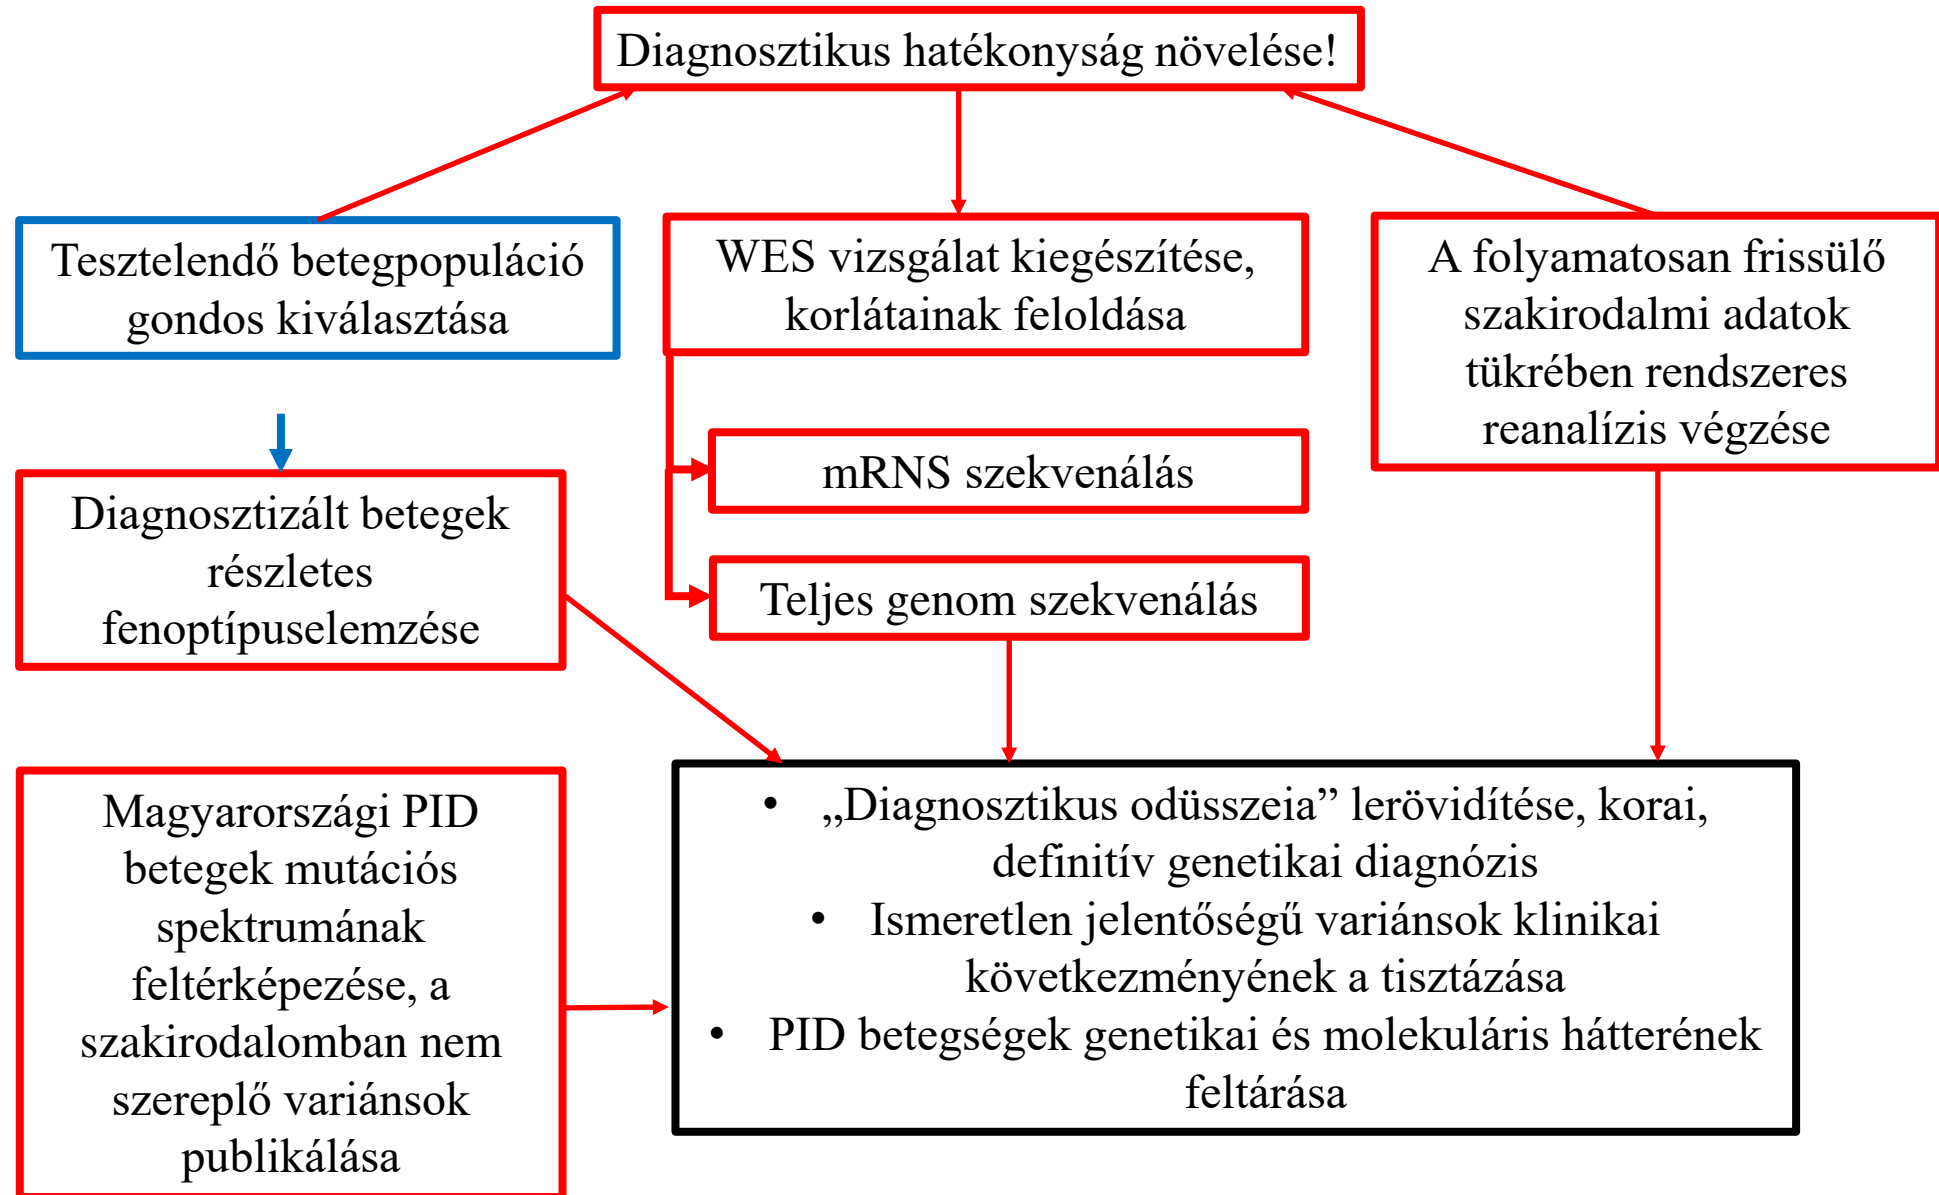 Diagnosztikus hatékonyság növelése!
Tesztelendő betegpopuláció
gondos kiválasztása
WES vizsgálat kiegészítése,
korlátainak feloldása
A folyamatosan frissülő
szakirodalmi adatok
tükrében rendszeres
reanalízis végzése
mRNS szekvenálás
Teljes genom szekvenálás
Diagnosztizált betegek
részletes
fenoptípuselemzése
Magyarországi PID
betegek mutációs
spektrumának
feltérképezése, a
szakirodalomban nem
szereplő variánsok
publikálása
• „Diagnosztikus odüsszeia” lerövidítése, korai,
definitív genetikai diagnózis
• Ismeretlen jelentőségű variánsok klinikai
következményének a tisztázása
• PID betegségek genetikai és molekuláris hátterének
feltárása